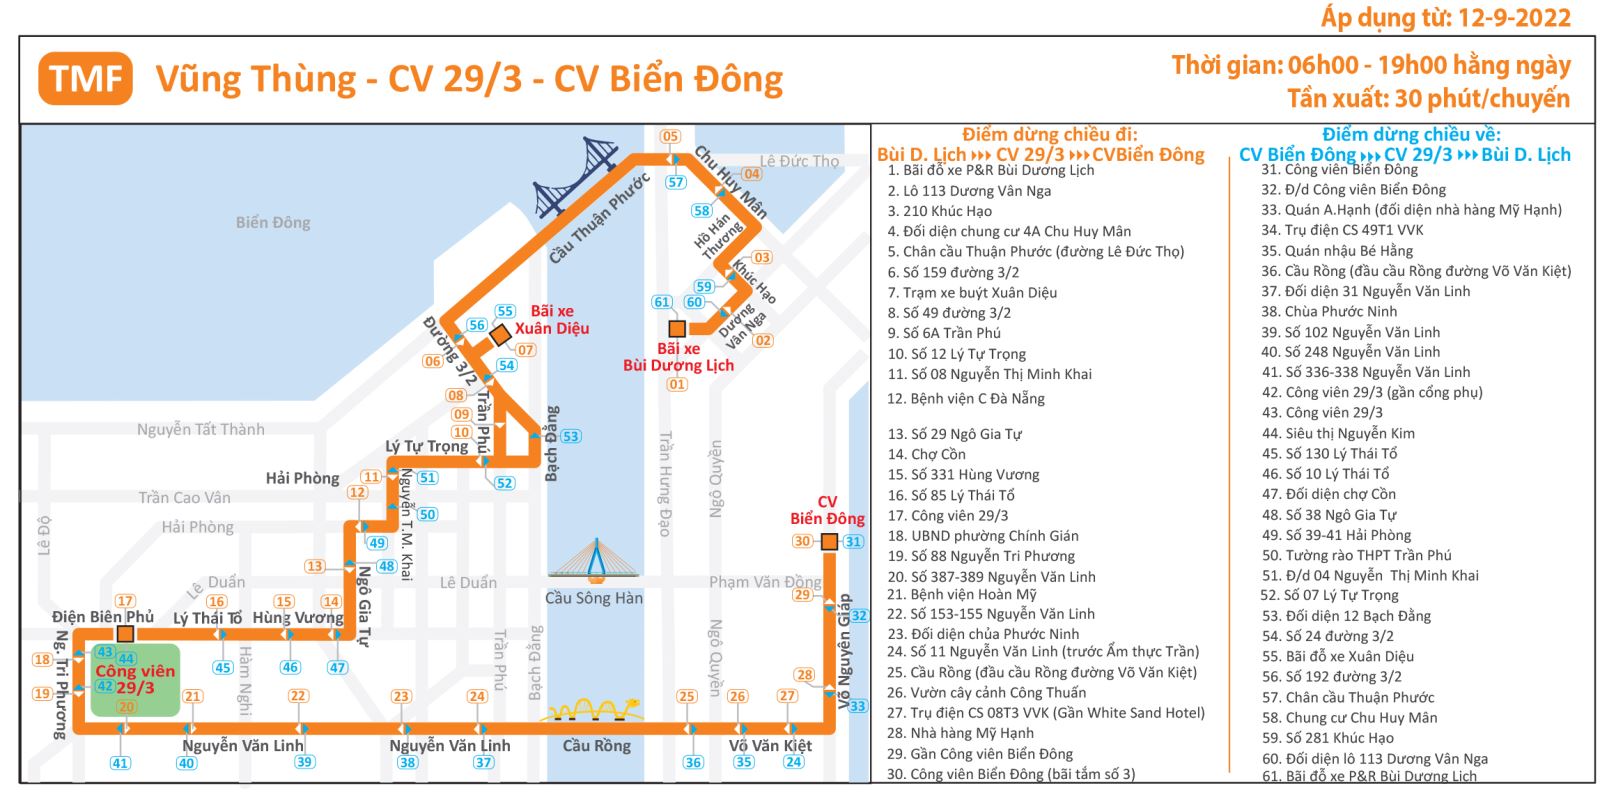 Áp dụng từ: 12-9-2022
TMF
Vũng Thùng - CV 29/3 - CV Biển Đông
Thời gian: 06h00 - 19h00 hằng ngày
Tần xuất: 30 phút/chuyến
Biển Đông
Cầu Thuận Phước
05
57
Chu Huy Mân
Lê Đức Thọ
04
58
Hồ Hán
Thương
03
Khúc Hạo
59
60
61
Dương
Vân Nga
02
Bãi xe
Bùi Dương Lịch
01
55
Bãi xe
Xuân Diệu
56
07
Đường 3/2
06
54
08
Trần Phú
09
10
Bạch Đằng
53
Nguyễn Tất Thành
Lý Tự Trọng
Hải Phòng
11
51
52
12
Trần Cao Vân
50
Nguyễn T.M. Khai
Hải Phòng
49
Lê Độ
13
48
Ngô Gia Tự
Lê
Duẩn
Lê Duẩn
Cầu Sông Hàn
Trần Hưng Đạo
Ngô Quyền
Phạm Văn Đồng
CV
Biển Đông
30
31
29
32
Võ Nguyên Giáp
28
33
17
16
15
14
Điện Biên Phủ
Lý Thái Tổ
Hùng Vương
45
46
47
Ng. Tri Phương
18
43
44
Công viên
29/3
19
42
20
21
22
23
24
25
26
27
Hàm Nghi
Trần Phú
Bạch Đằng
Ngô Quyền
Nguyễn Văn Linh
Nguyễn Văn Linh
Cầu Rồng
Võ Văn Kiệt
41
40
39
38
37
36
35
24
Điểm dừng chiều đi:
Bùi D. Lịch CV 29/3 CVBiển Đông
1. Bãi đỗ xe P&R Bùi Dương Lịch
2. Lô 113 Dương Vân Nga
3. 210 Khúc Hạo
4. Đối diện chung cư 4A Chu Huy Mân
5. Chân cầu Thuận Phước (đường Lê Đức Thọ)
6. Số 159 đường 3/2
7. Trạm xe buýt Xuân Diệu
8. Số 49 đường 3/2
9. Số 6A Trần Phú
10. Số 12 Lý Tự Trọng
11. Số 08 Nguyễn Thị Minh Khai
12. Bệnh viện C Đà Nẵng
13. Số 29 Ngô Gia Tự
14. Chợ Cồn
15. Số 331 Hùng Vương
16. Số 85 Lý Thái Tổ
17. Công viên 29/3
18. UBND phường Chính Gián
19. Số 88 Nguyễn Tri Phương
20. Số 387-389 Nguyễn Văn Linh
21. Bệnh viện Hoàn Mỹ
22. Số 153-155 Nguyễn Văn Linh
23. Đối diện chủa Phước Ninh
24. Số 11 Nguyễn Văn Linh (trước Ẩm thực Trần)
25. Cầu Rồng (đầu cầu Rồng đường Võ Văn Kiệt)
26. Vườn cây cảnh Công Thuấn
27. Trụ điện CS 08T3 VVK (Gần White Sand Hotel)
28. Nhà hàng Mỹ Hạnh
29. Gần Công viên Biển Đông
30. Công viên Biển Đông (bãi tắm số 3)
Điểm dừng chiều về:
CV Biển Đông CV 29/3 Bùi D. Lịch
31. Công viên Biển Đông
32. Đ/d Công viên Biển Đông
33. Quán A.Hạnh (đối diện nhà hàng Mỹ Hạnh)
34. Trụ điện CS 49T1 VVK
35. Quán nhậu Bé Hằng
36. Cầu Rồng (đầu cầu Rồng đường Võ Văn Kiệt)
37. Đối diện 31 Nguyễn Văn Linh
38. Chùa Phước Ninh
39. Số 102 Nguyễn Văn Linh
40. Số 248 Nguyễn Văn Linh
41. Số 336-338 Nguyễn Văn Linh
42. Công viên 29/3 (gần cổng phụ)
43. Công viên 29/3
44. Siêu thị Nguyễn Kim
45. Số 130 Lý Thái Tổ
46. Số 10 Lý Thái Tổ
47. Đối diện chợ Cồn
48. Số 38 Ngô Gia Tự
49. Số 39-41 Hải Phòng
50. Tường rào THPT Trần Phú
51. Đ/d 04 Nguyễn Thị Minh Khai
52. Số 07 Lý Tự Trọng
53. Đối diện 12 Bạch Đằng
54. Số 24 đường 3/2
55. Bãi đỗ xe Xuân Diệu
56. Số 192 đường 3/2
57. Chân cầu Thuận Phước
58. Chung cư Chu Huy Mân
59. Số 281 Khúc Hạo
60. Đối diện lô 113 Dương Vân Nga
61. Bãi đỗ xe P&R Bùi Dương Lịch